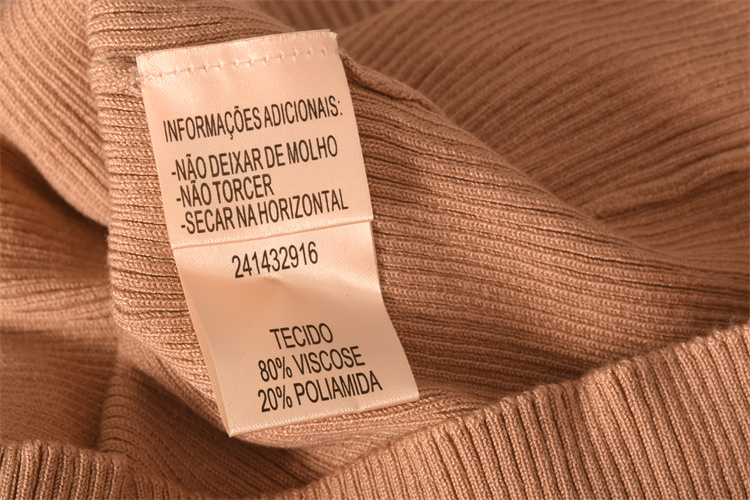 INFORMAÇÕES ADICIONAIS:
-NÃO DEIXAR DE MOLHO
-NÃO TORCER
-SECAR NA HORIZONTAL
241432916
TECIDO
80% VISCOSE
20% POLIAMIDA